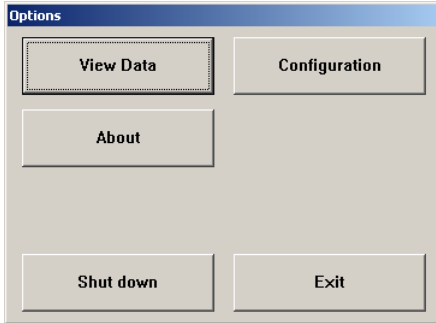 Options
View Data
Configuration
About
Shut down
Exit